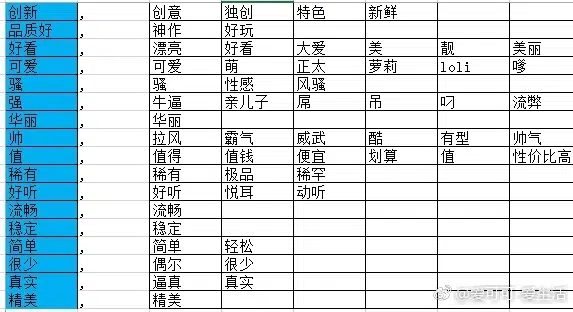 创新 , 创意 独创 特色 新鲜
品质好 , 神作 好玩
好看 , 漂亮 好看 大爱 美 靓 美丽
可爱 , 可爱 萌 正太 萝莉 loli 嗲
骚 , 骚 性感 风骚
强 , 牛逼 亲儿子 屌 吊 叼 流弊
华丽 , 华丽
帅 , 拉风 霸气 威武 酷 有型 帅气
值 , 值得 值钱 便宜 划算 值 性价比高
稀有 , 稀有 极品 稀罕
好听 , 好听 悦耳 动听
流畅 , 流畅
稳定 , 稳定
简单 , 简单 轻松
很少 , 偶尔 很少
真实 , 逼真 真实
精美 , 精美
@爱可可-爱生活